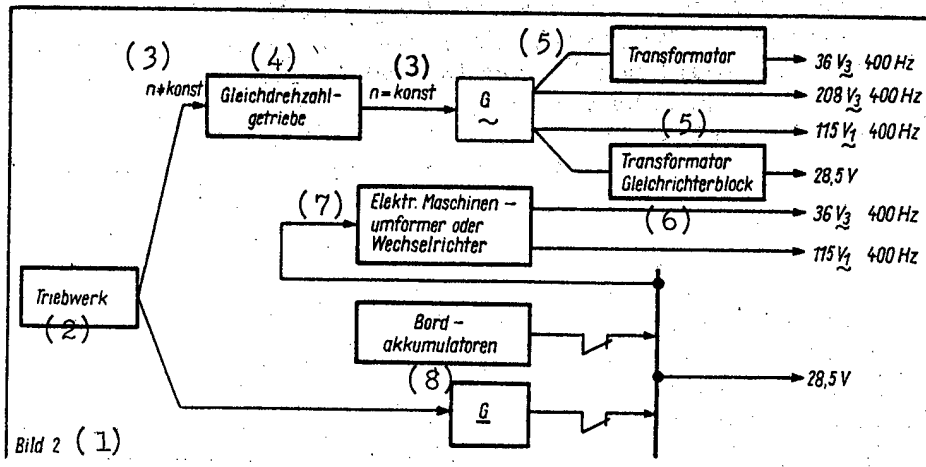 (3)
n≠konst
(4)
Gleichdrehzahl-
getriebe
(3)
n=konst
G
~
(5)
Transformator
36 V3 400 Hz
~
208 V3 400 Hz
~
(5)
115 V1 400 Hz
~
Transformator
Gleichrichterblock
28,5 V
(6)
(7)
Elektr. Maschinen-
umformer oder
Wechselrichter
36 V3 400 Hz
~
115 V1 400 Hz
~
Triebwerk
(2)
Bord-
akkumulatoren
(8)
G
28,5 V
Bild 2 (1)